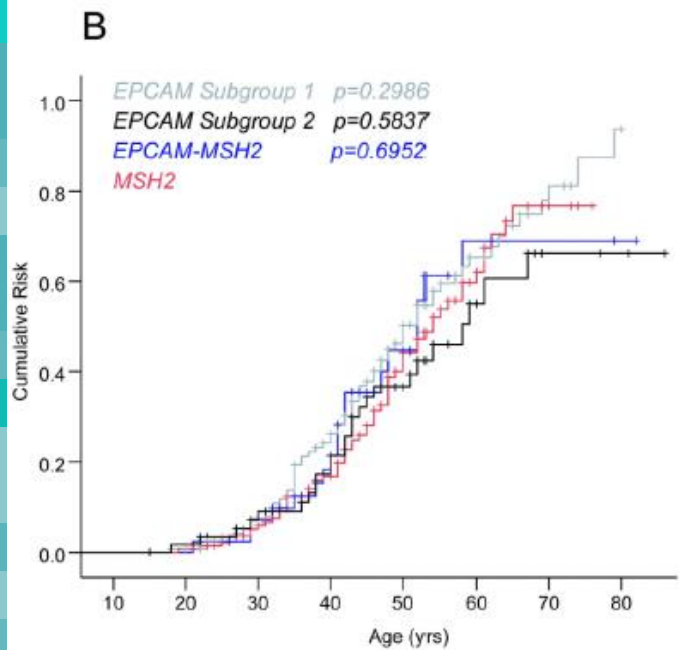 B
EPCAM Subgroup 1 p=0.2986
EPCAM Subgroup 2 p=0.5837
EPCAM-MSH2 p=0.6952
MSH2
1.0
0.8
0.6
0.4
0.2
0.0
Cumulative Risk
10 20 30 40 50 60 70 80
Age (yrs)